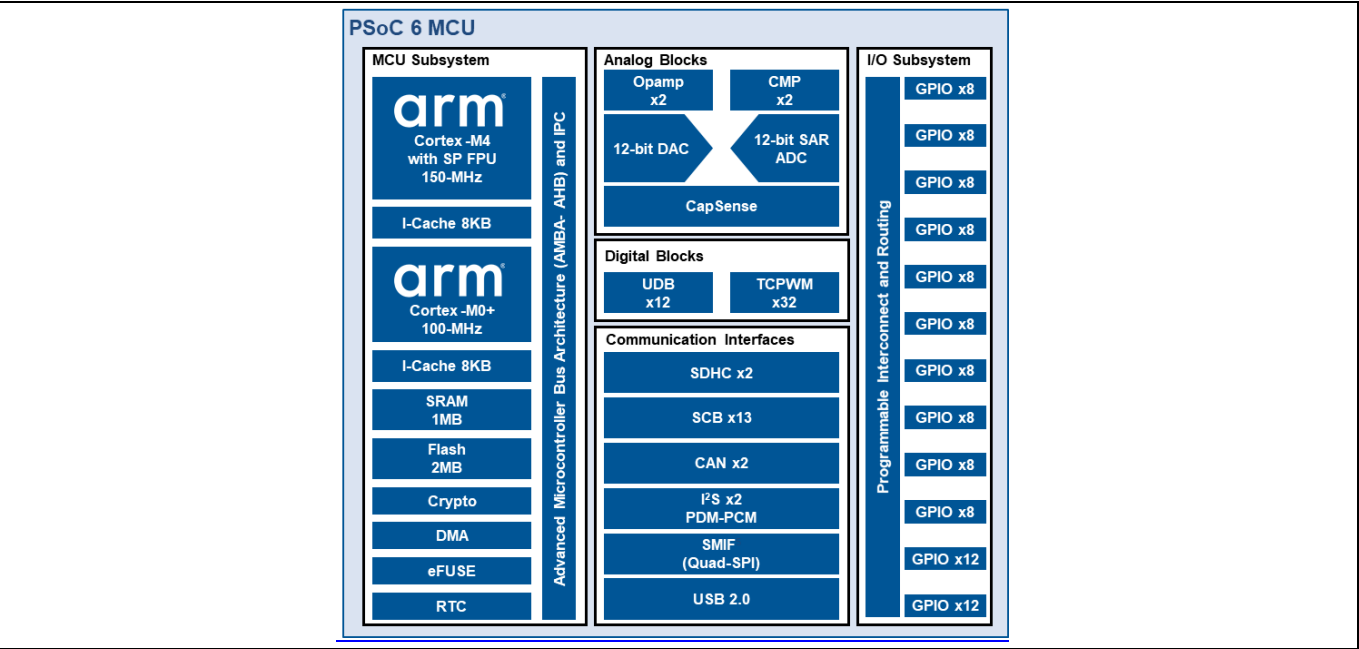 PSoC 6 MCU
MCU Subsystem
arm®
Cortex -M4
with SP FPU
150-MHz
I-Cache 8KB
arm®
Cortex -M0+
100-MHz
I-Cache 8KB
SRAM
1MB
Flash
2MB
Crypto
DMA
eFUSE
RTC
Advanced Microcontroller Bus Architecture (AMBA- AHB) and IPC
Analog Blocks
Opamp
x2
CMP
x2
12-bit DAC
12-bit SAR
ADC
CapSense
Digital Blocks
UDB
x12
TCPWM
x32
Communication Interfaces
SDHC x2
SCB x13
CAN x2
I²S x2
PDM-PCM
SMIF
(Quad-SPI)
USB 2.0
I/O Subsystem
Programmable Interconnect and Routing
GPIO x8
GPIO x8
GPIO x8
GPIO x8
GPIO x8
GPIO x8
GPIO x8
GPIO x8
GPIO x8
GPIO x8
GPIO x12
GPIO x12